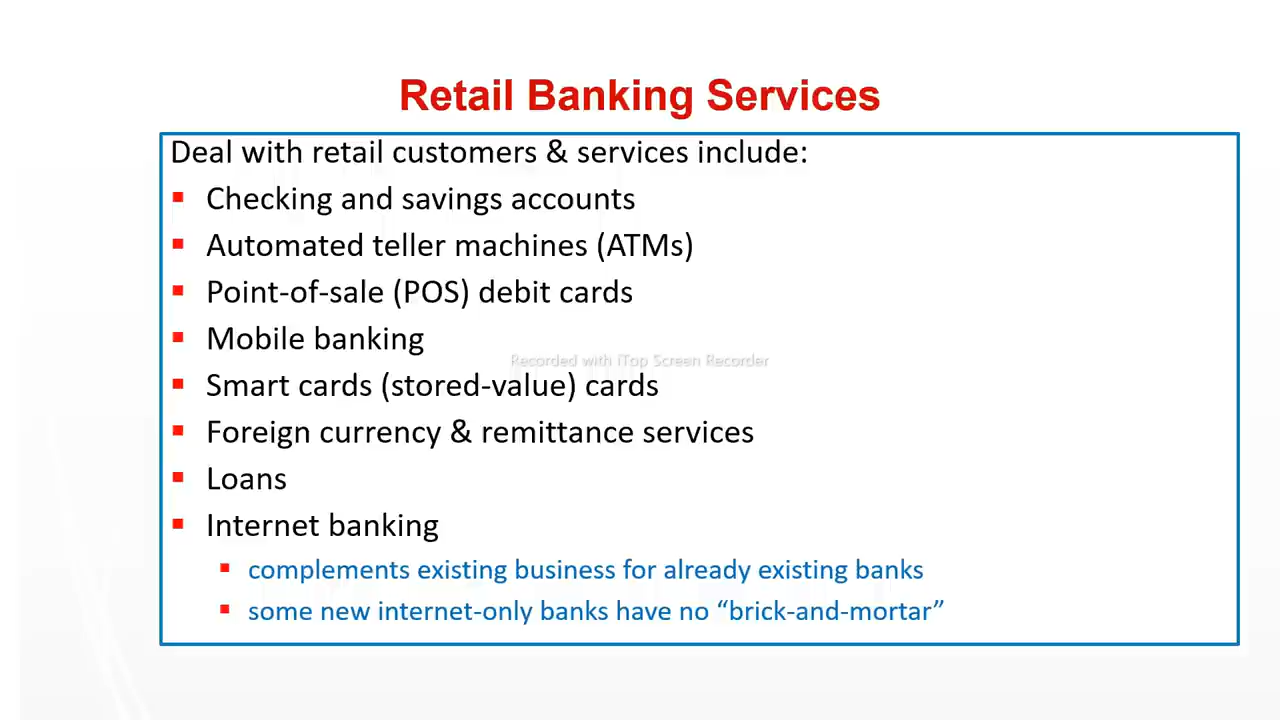 Retail Banking Services
Deal with retail customers & services include:
▪ Checking and savings accounts
▪ Automated teller machines (ATMs)
▪ Point-of-sale (POS) debit cards
▪ Mobile banking
Recorded with iTop Screen Recorder
▪ Smart cards (stored-value) cards
▪ Foreign currency & remittance services
▪ Loans
▪ Internet banking
▪ complements existing business for already existing banks
▪ some new internet-only banks have no “brick-and-mortar”